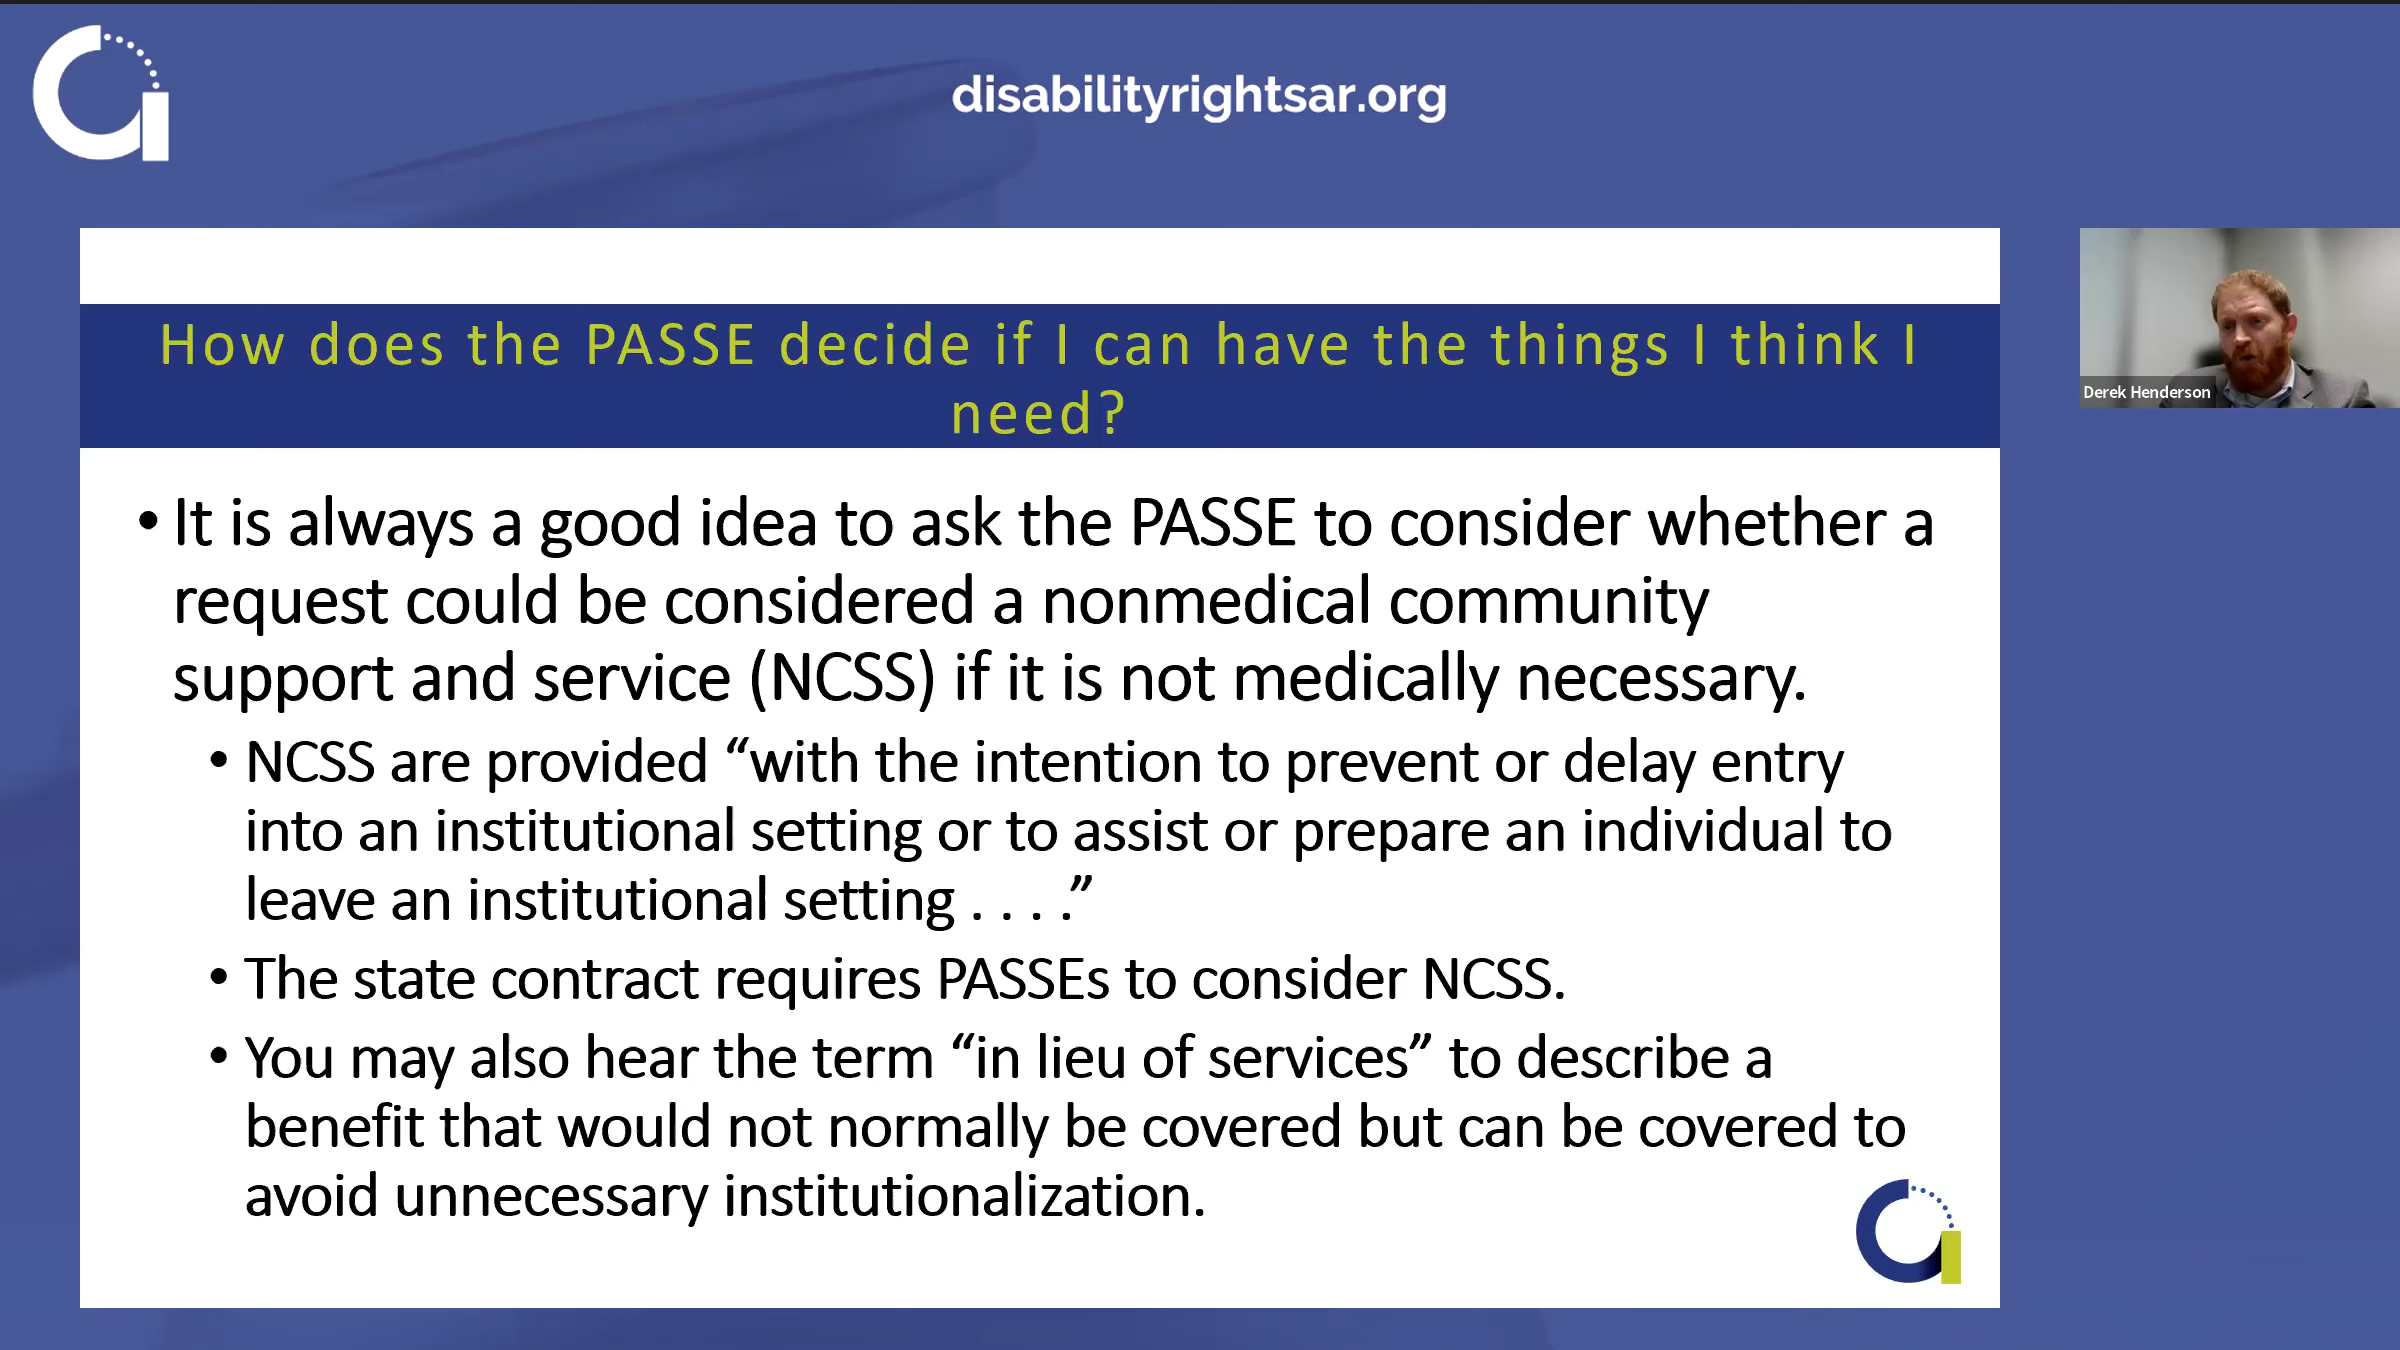 disabilityrightsar.org
How does the PASSE decide if I can have the things I think I
need?
Derek Henderson
• It is always a good idea to ask the PASSE to consider whether a
request could be considered a nonmedical community
support and service (NCSS) if it is not medically necessary.
• NCSS are provided “with the intention to prevent or delay entry
into an institutional setting or to assist or prepare an individual to
leave an institutional setting . . . .”
• The state contract requires PASSEs to consider NCSS.
• You may also hear the term “in lieu of services” to describe a
benefit that would not normally be covered but can be covered to
avoid unnecessary institutionalization.